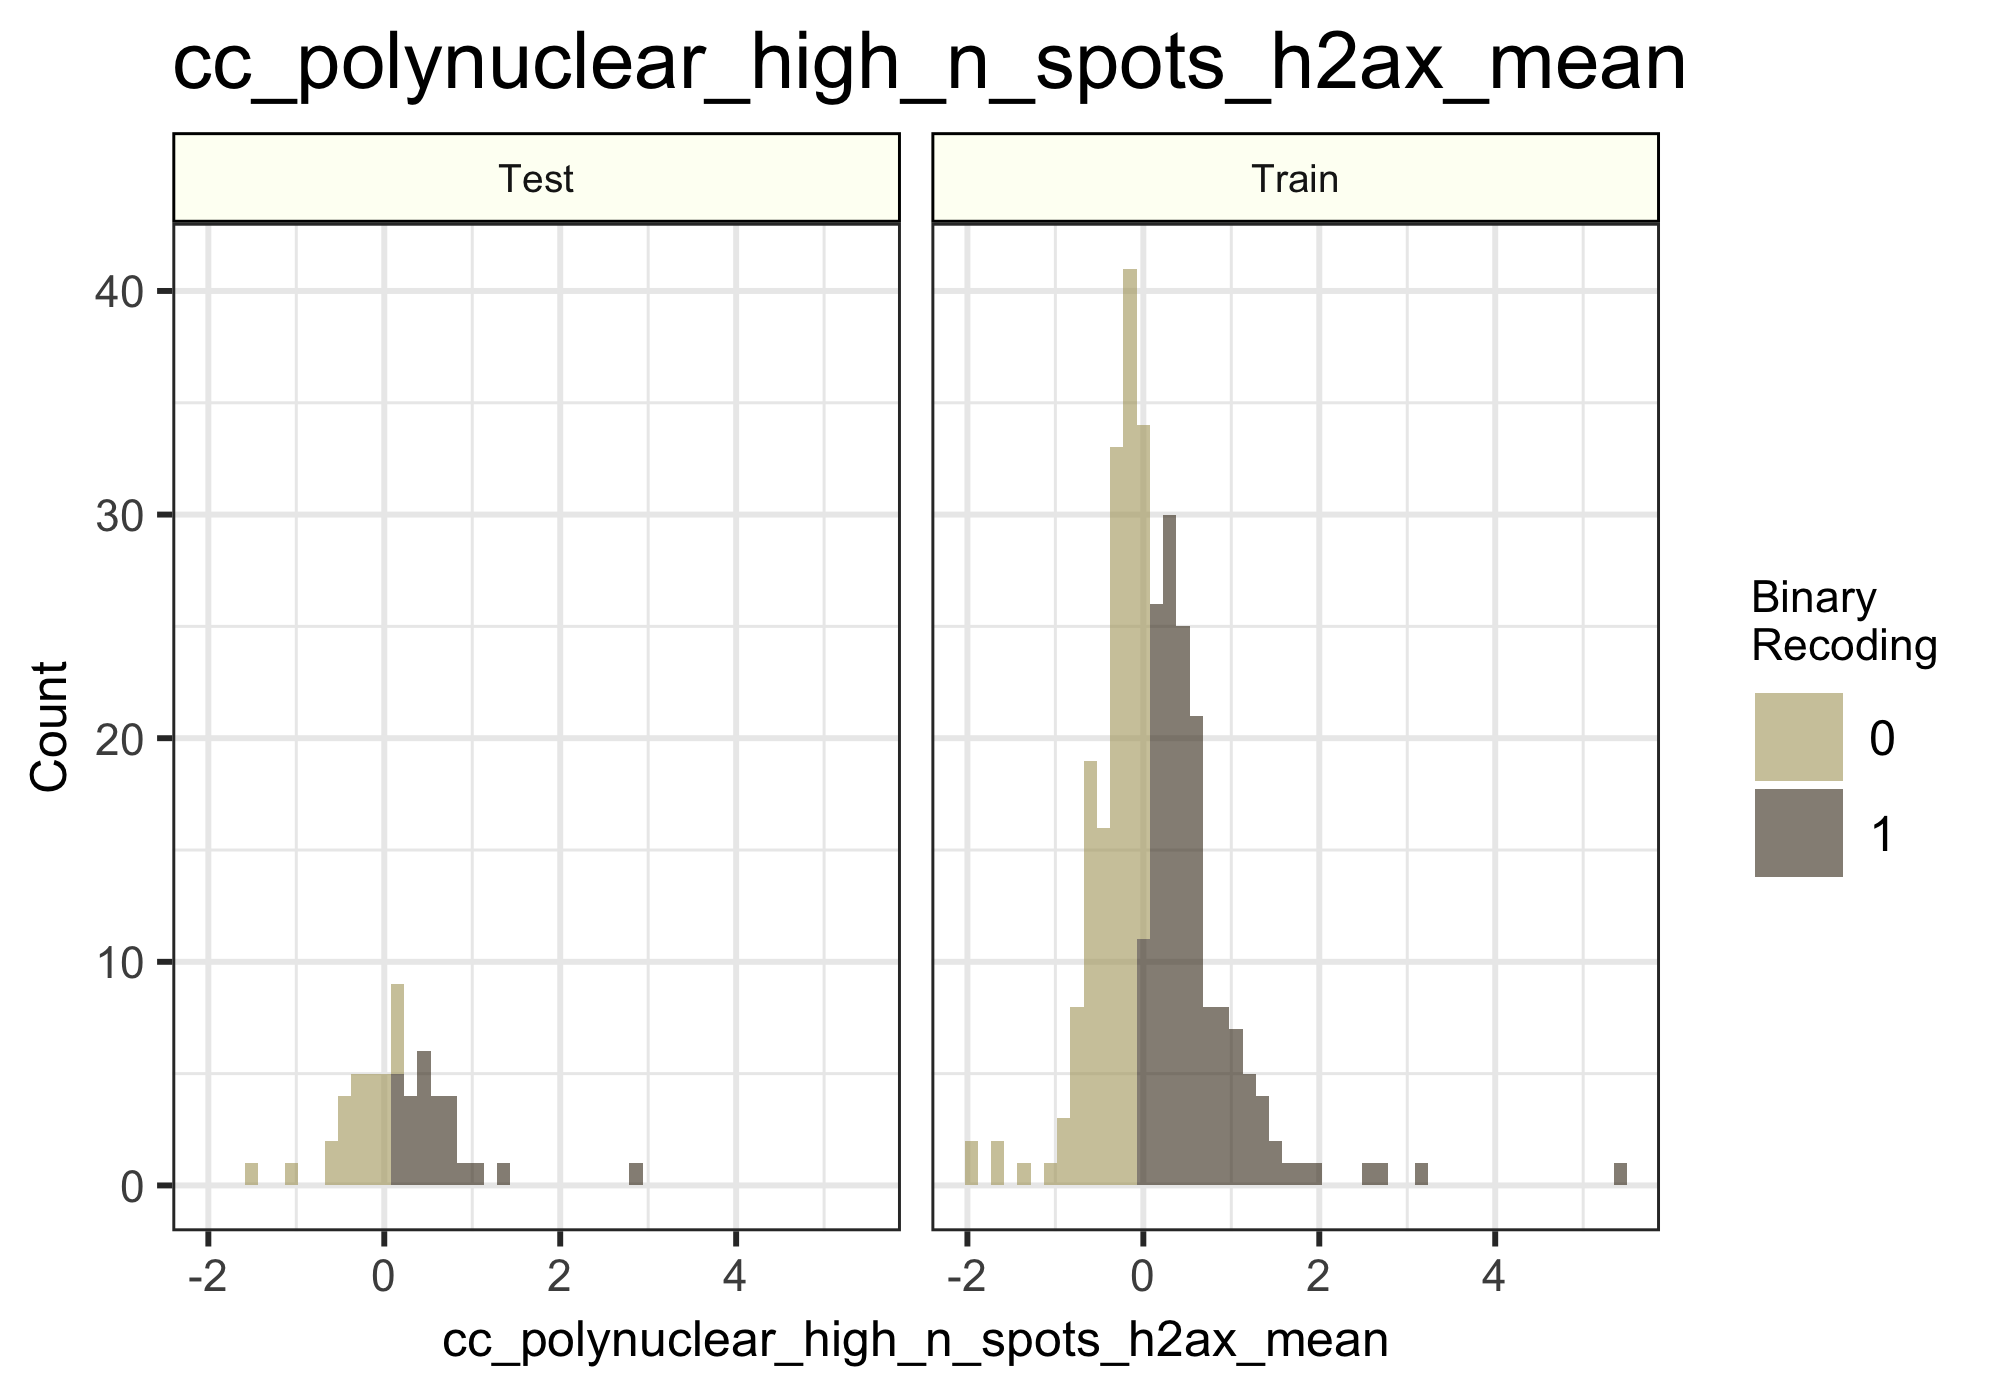 cc_polynuclear_high_n_spots_h2ax_mean
Test
Train
40
30
20
10
0
Count
-2 0 2 4
-2 0 2 4
cc_polynuclear_high_n_spots_h2ax_mean
Binary
Recoding
0
1